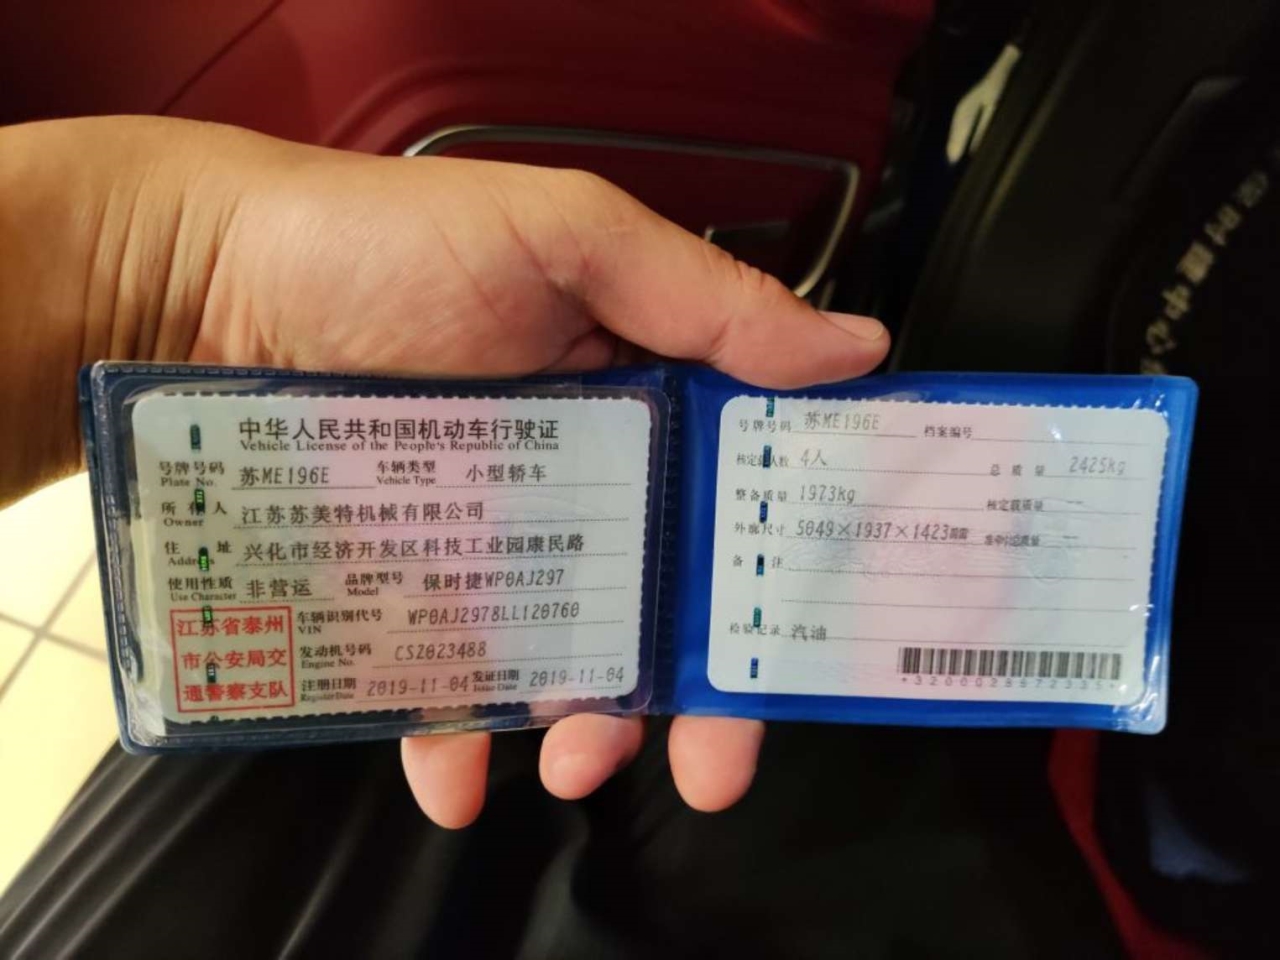 中华人民共和国机动车行驶证
Vehicle License of the People's Republic of China
号牌号码 苏ME196E 车辆类型 小型轿车
Plate No. Vehicle Type
所有人 江苏苏美特机械有限公司
Owner
住址 兴化市经济开发区科技工业园康民路
Address
使用性质 非营运 品牌型号 保时捷WP0AJ297
Use Character Model
江苏省泰州
市公安局交
通警察支队
车辆识别代号 WP0AJ2978LL120760
VIN
发动机号码 CSZ023488
Engine No.
注册日期 2019-11-04 发证日期 2019-11-04
Register Date Issue Date
号牌号码 苏ME196E 档案编号
核定载人数 4人 总质量 2425kg
整备质量 1973kg 核定载质量 --
外廓尺寸 5049×1937×1423 --
备注
检验记录 汽油
时捷中心